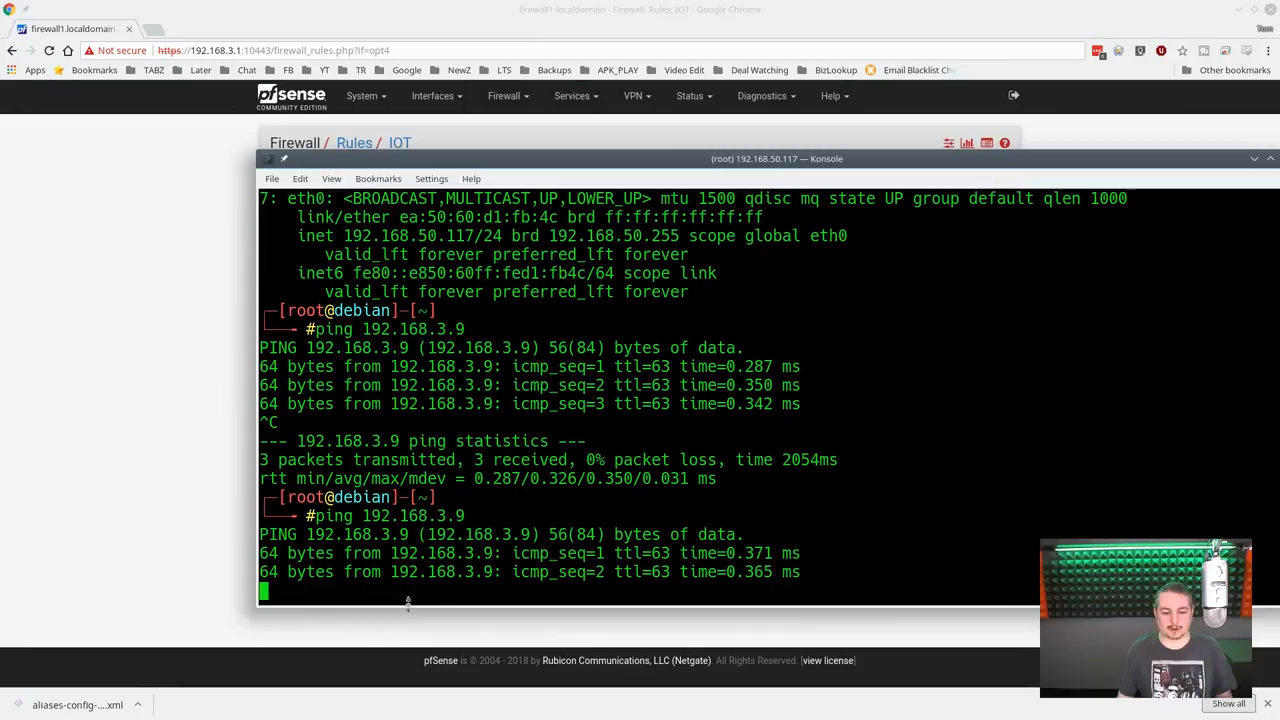 firewall1.localdomain - Firewall: Rules: IOT - Google Chrome
firewall1.localdomain
Tom
Not secure https://192.168.3.1:10443/firewall_rules.php?if=opt4
Apps Bookmarks TABZ Later Chat FB YT TR Google NewZ LTS Backups APK_PLAY Video Edit Deal Watching BizLookup Email Blacklist Che Other bookmarks
pfsense
COMMUNITY EDITION
System Interfaces Firewall Services VPN Status Diagnostics Help
Firewall / Rules / IOT
(root) 192.168.50.117 — Konsole
File Edit View Bookmarks Settings Help
7: eth0: <BROADCAST,MULTICAST,UP,LOWER_UP> mtu 1500 qdisc mq state UP group default qlen 1000
link/ether ea:50:60:d1:fb:4c brd ff:ff:ff:ff:ff:ff
inet 192.168.50.117/24 brd 192.168.50.255 scope global eth0
valid_lft forever preferred_lft forever
inet6 fe80::e850:60ff:fed1:fb4c/64 scope link
valid_lft forever preferred_lft forever
┌─[root@debian]─[~]
└──╼ #ping 192.168.3.9
PING 192.168.3.9 (192.168.3.9) 56(84) bytes of data.
64 bytes from 192.168.3.9: icmp_seq=1 ttl=63 time=0.287 ms
64 bytes from 192.168.3.9: icmp_seq=2 ttl=63 time=0.350 ms
64 bytes from 192.168.3.9: icmp_seq=3 ttl=63 time=0.342 ms
^C
--- 192.168.3.9 ping statistics ---
3 packets transmitted, 3 received, 0% packet loss, time 2054ms
rtt min/avg/max/mdev = 0.287/0.326/0.350/0.031 ms
┌─[root@debian]─[~]
└──╼ #ping 192.168.3.9
PING 192.168.3.9 (192.168.3.9) 56(84) bytes of data.
64 bytes from 192.168.3.9: icmp_seq=1 ttl=63 time=0.371 ms
64 bytes from 192.168.3.9: icmp_seq=2 ttl=63 time=0.365 ms
pfSense is © 2004 - 2018 by Rubicon Communications, LLC (Netgate). All Rights Reserved. [view license]
aliases-config-....xml
Show all